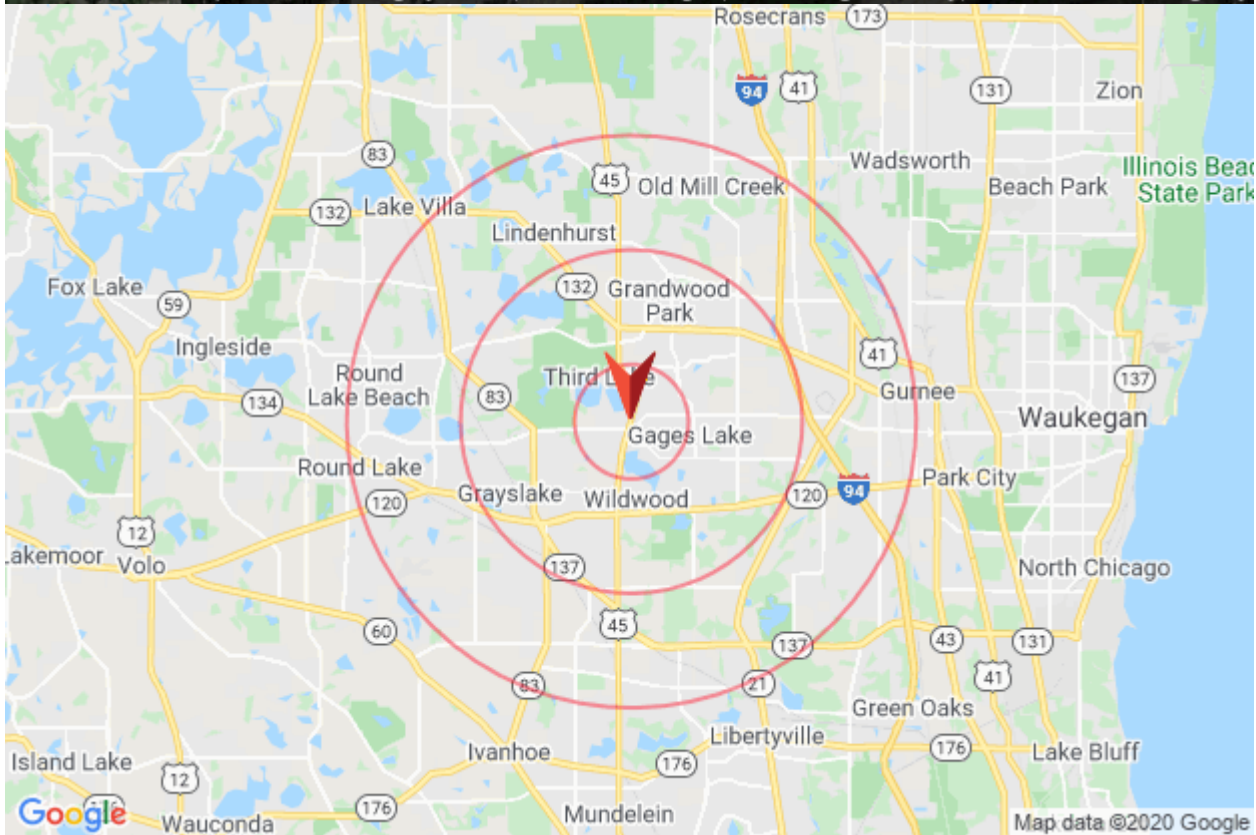 Rosecrans
173
94
41
131
Zion
83
Wadsworth
Illinois Beac
State Park
45
Old Mill Creek
Beach Park
132
Lake Villa
Lindenhurst
Fox Lake
59
132
Grandwood
Park
Ingleside
41
Round
Lake Beach
Third Lake
137
134
83
Gurnee
Waukegan
Gages Lake
Round Lake
Grayslake
Wildwood
120
120
94
Park City
12
Lakemoor
Volo
137
North Chicago
60
45
137
43
131
83
21
41
Green Oaks
Ivanhoe
Libertyville
176
Lake Bluff
Island Lake
12
176
176
Google
Wauconda
Mundelein
Map data ©2020 Google